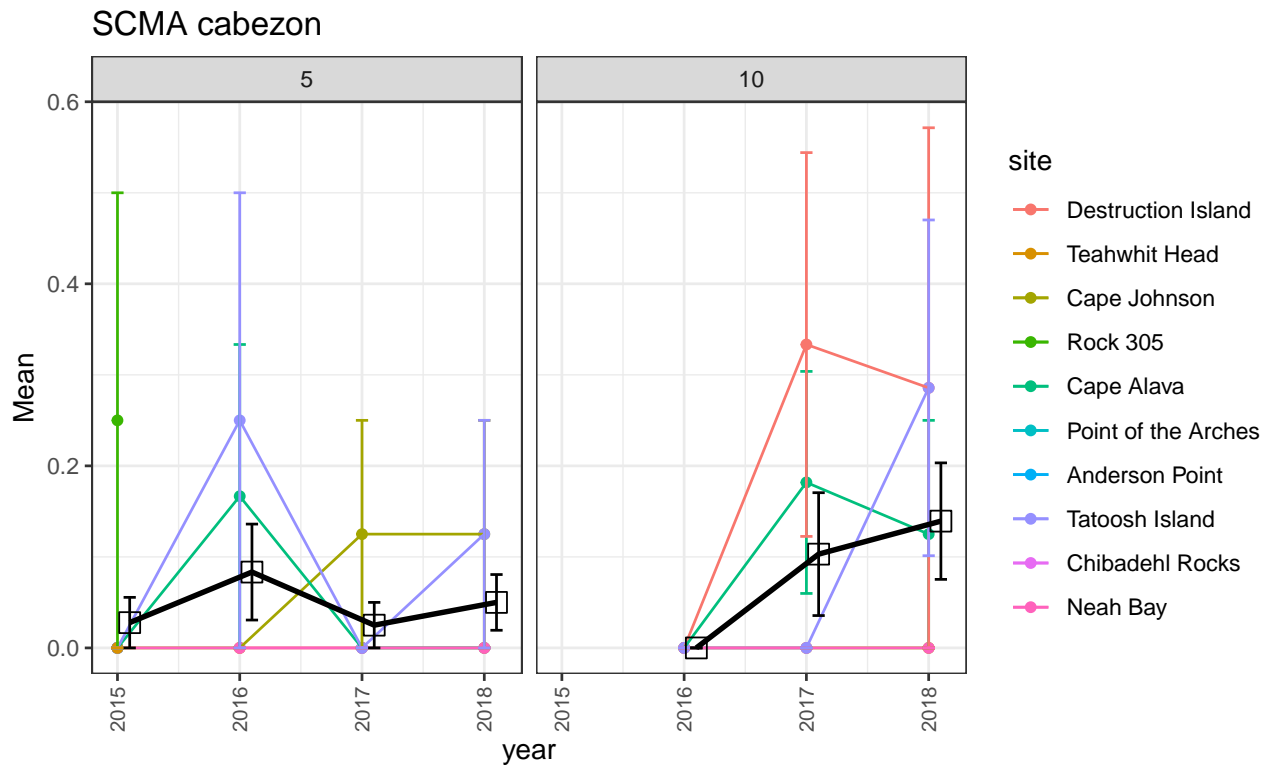 SCMA cabezon
5
10
0.6
0.4
0.2
0.0
Mean
2015
2016
2017
2018
2015
2016
2017
2018
year
site
Destruction Island
Teahwhit Head
Cape Johnson
Rock 305
Cape Alava
Point of the Arches
Anderson Point
Tatoosh Island
Chibadehl Rocks
Neah Bay